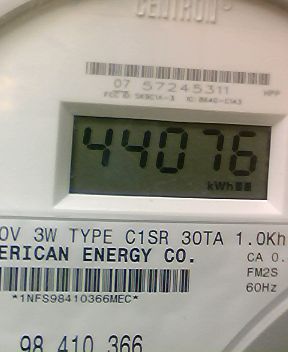 CENTRON®
07 57245311
HPP
44076
kWh
0V 3W TYPE C1SR 30TA 1.0Kh
ERICAN ENERGY CO.
CA 0.
FM2S
60Hz
*1NFS98410366MEC*
98 410 366